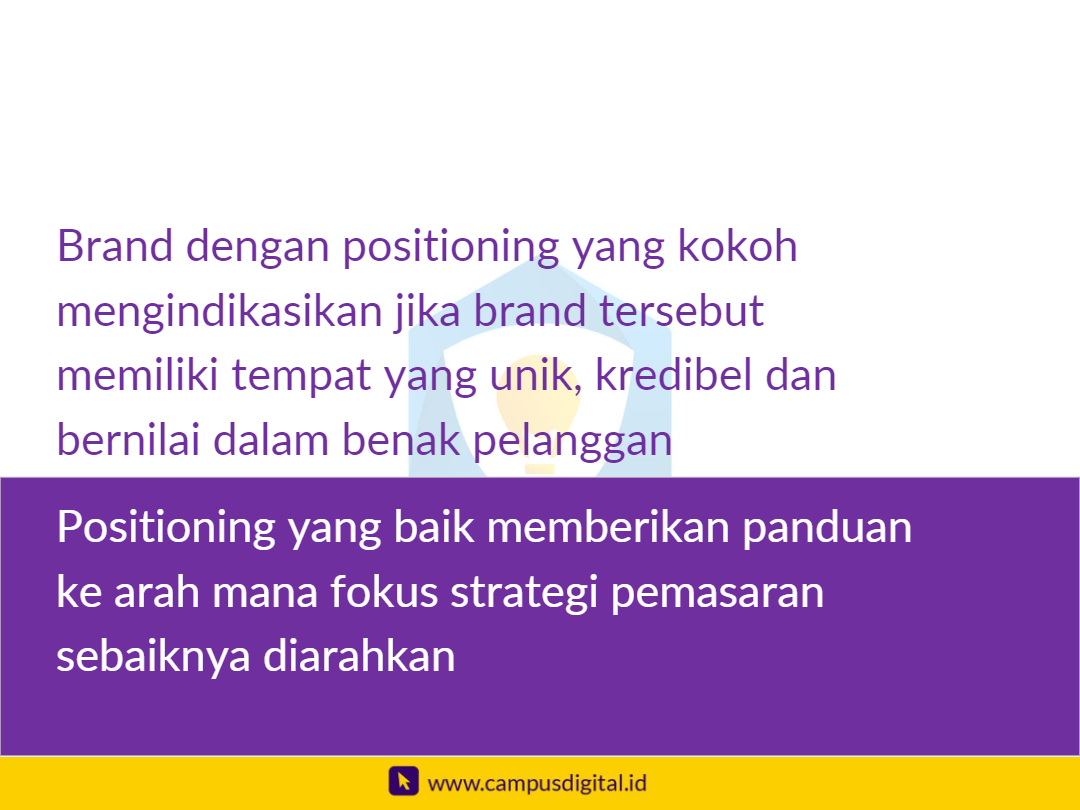 Brand dengan positioning yang kokoh
mengindikasikan jika brand tersebut
memiliki tempat yang unik, kredibel dan
bernilai dalam benak pelanggan
Positioning yang baik memberikan panduan
ke arah mana fokus strategi pemasaran
sebaiknya diarahkan
www.campusdigital.id